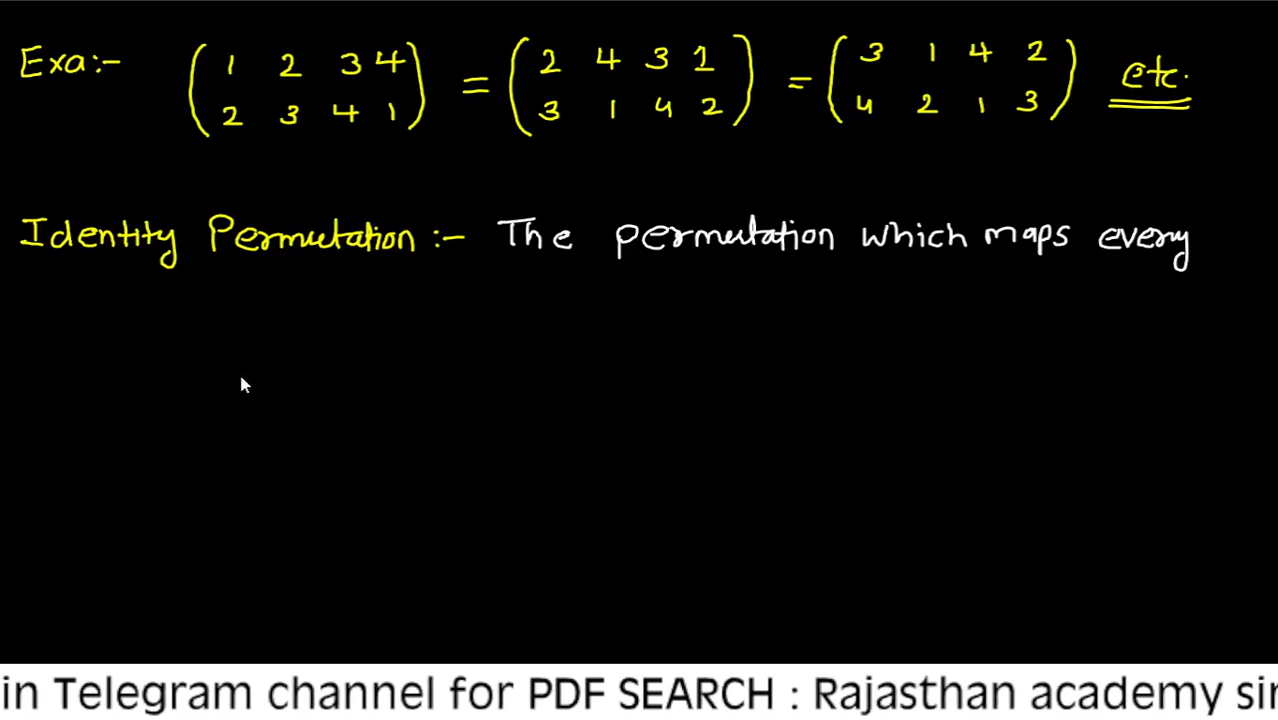 Exa:- ( 1 2 3 4 ) = ( 2 4 3 1 ) = ( 3 1 4 2 ) etc.
( 2 3 4 1 ) ( 3 1 4 2 ) ( 4 2 1 3 )
Identity Permutation :- The permutation which maps every
in Telegram channel for PDF SEARCH : Rajasthan academy